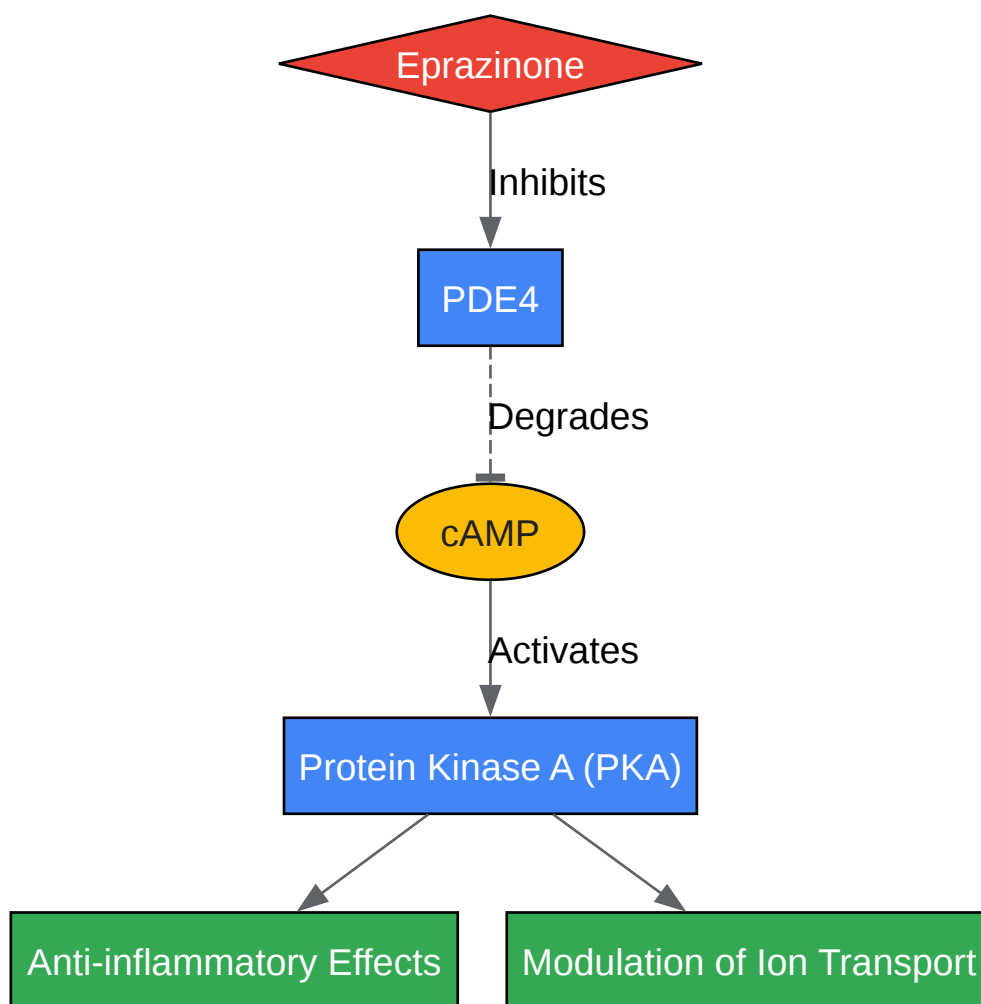 Eprazinone
Inhibits
PDE4
Degrades
cAMP
Activates
Protein Kinase A (PKA)
Anti-inflammatory Effects
Modulation of Ion Transport